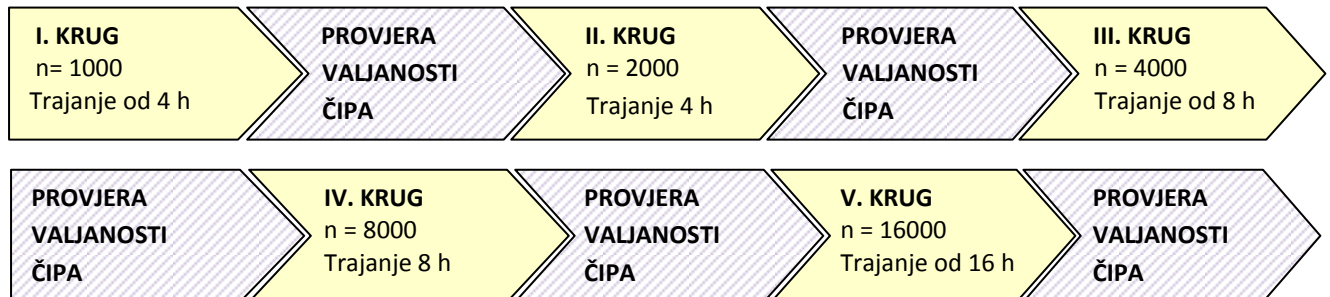 I. KRUG
n= 1000
Trajanje od 4 h
PROVJERA
VALJANOSTI
ČIPA
II. KRUG
n = 2000
Trajanje 4 h
PROVJERA
VALJANOSTI
ČIPA
III. KRUG
n = 4000
Trajanje od 8 h
PROVJERA
VALJANOSTI
ČIPA
IV. KRUG
n = 8000
Trajanje 8 h
PROVJERA
VALJANOSTI
ČIPA
V. KRUG
n = 16000
Trajanje od 16 h
PROVJERA
VALJANOSTI
ČIPA